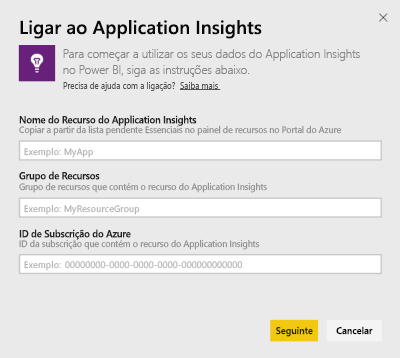 Ligar ao Application Insights
Para começar a utilizar os seus dados do Application Insights
no Power BI, siga as instruções abaixo.
Precisa de ajuda com a ligação? Saiba mais
Nome do Recurso do Application Insights
Copiar a partir da lista pendente Essenciais no painel de recursos no Portal do Azure
Exemplo: MyApp
Grupo de Recursos
Grupo de recursos que contém o recurso do Application Insights
Exemplo: MyResourceGroup
ID de Subscrição do Azure
ID da subscrição que contém o recurso do Application Insights
Exemplo: 00000000-0000-0000-0000-000000000000
Seguinte
Cancelar